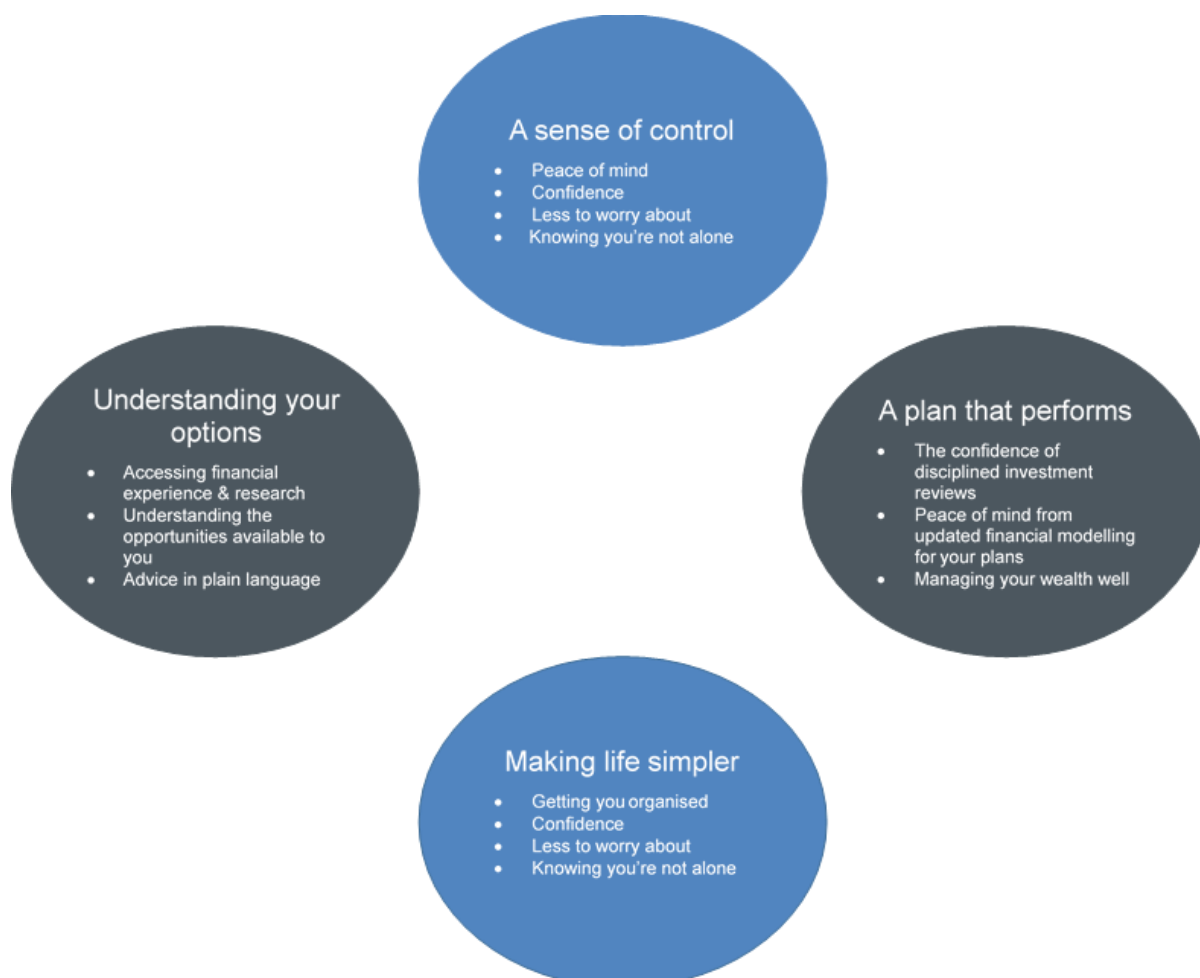 A sense of control
• Peace of mind
• Confidence
• Less to worry about
• Knowing you’re not alone
Understanding your
options
• Accessing financial
experience & research
• Understanding the
opportunities available to
you
• Advice in plain language
A plan that performs
• The confidence of
disciplined investment
reviews
• Peace of mind from
updated financial modelling
for your plans
• Managing your wealth well
Making life simpler
• Getting you organised
• Confidence
• Less to worry about
• Knowing you’re not alone